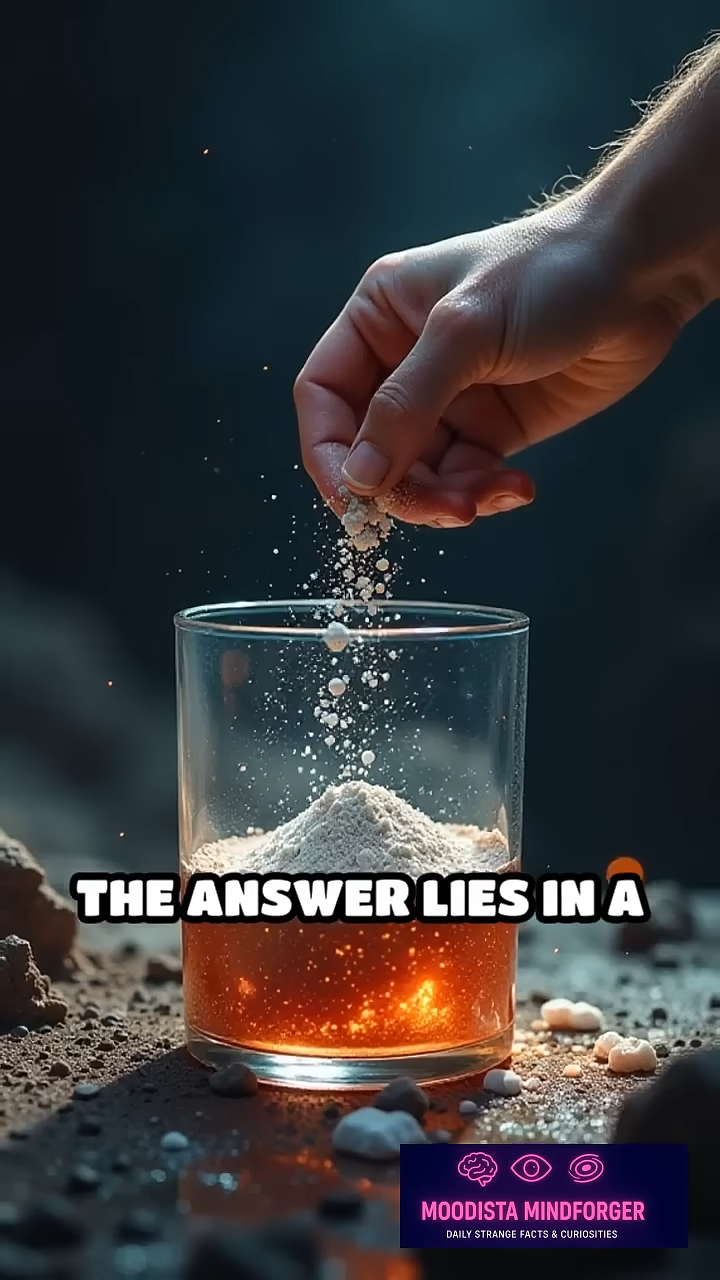 THE ANSWER LIES IN A
MOODISTA MINDFORGER
DAILY STRANGE FACTS & CURIOSITIES